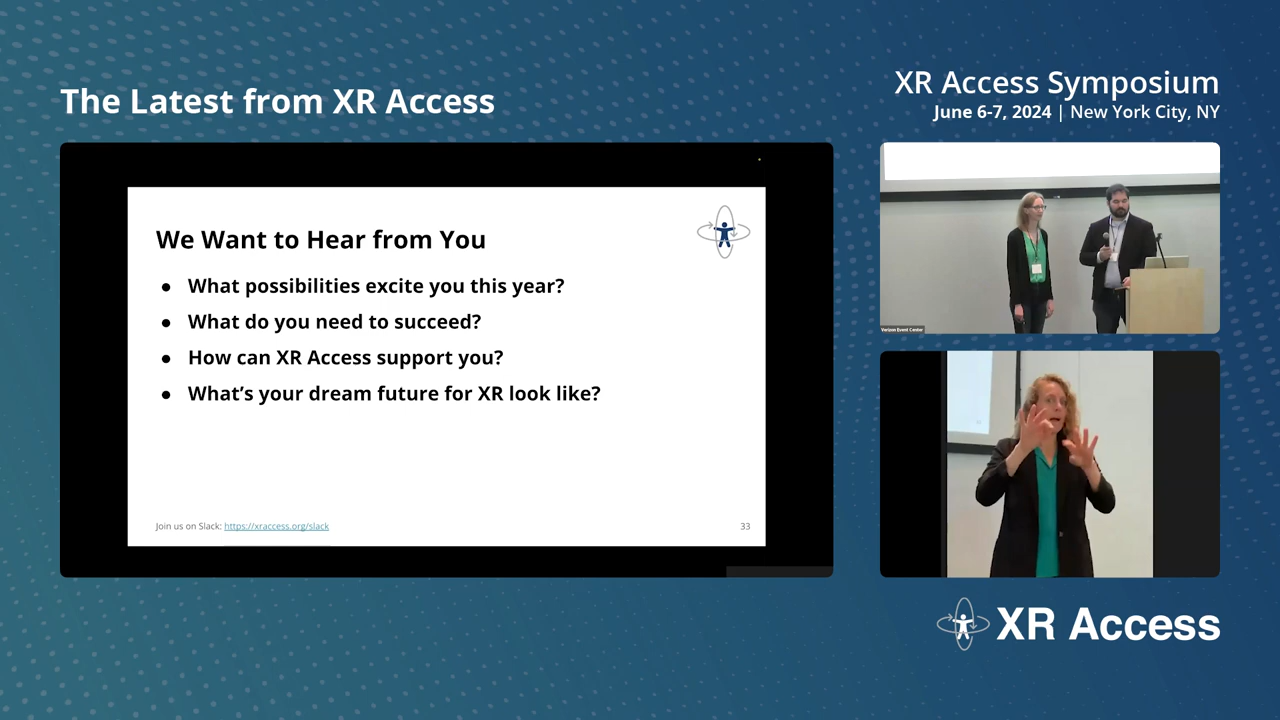 The Latest from XR Access
XR Access Symposium
June 6-7, 2024 | New York City, NY
We Want to Hear from You
● What possibilities excite you this year?
● What do you need to succeed?
● How can XR Access support you?
● What’s your dream future for XR look like?
Join us on Slack: https://xraccess.org/slack
33
Verizon Event Center
XR Access